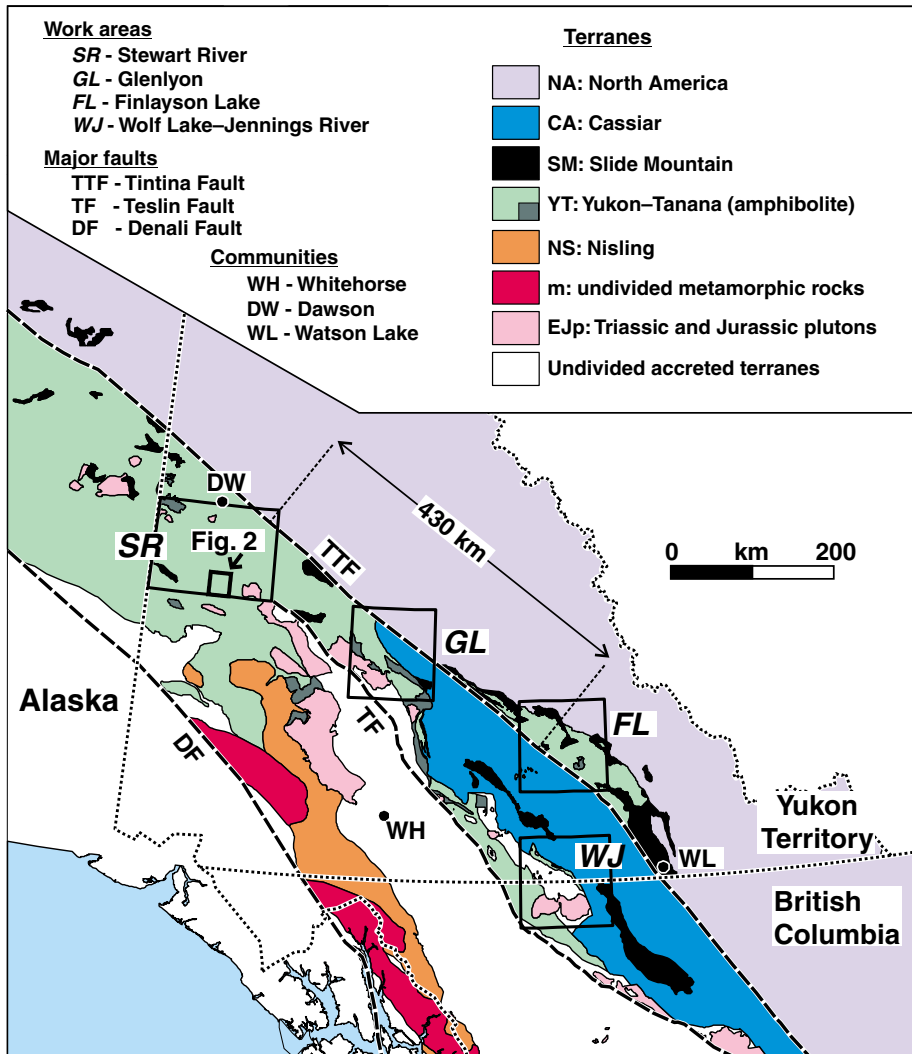 Work areas
SR - Stewart River
GL - Glenlyon
FL - Finlayson Lake
WJ - Wolf Lake–Jennings River
Major faults
TTF - Tintina Fault
TF - Teslin Fault
DF - Denali Fault
Communities
WH - Whitehorse
DW - Dawson
WL - Watson Lake
Terranes
NA: North America
CA: Cassiar
SM: Slide Mountain
YT: Yukon–Tanana (amphibolite)
NS: Nisling
m: undivided metamorphic rocks
EJp: Triassic and Jurassic plutons
Undivided accreted terranes
DW
430 km
SR
Fig. 2
TTF
0 km 200
GL
Alaska
TF
FL
DF
WH
Yukon
Territory
WJ
WL
British
Columbia